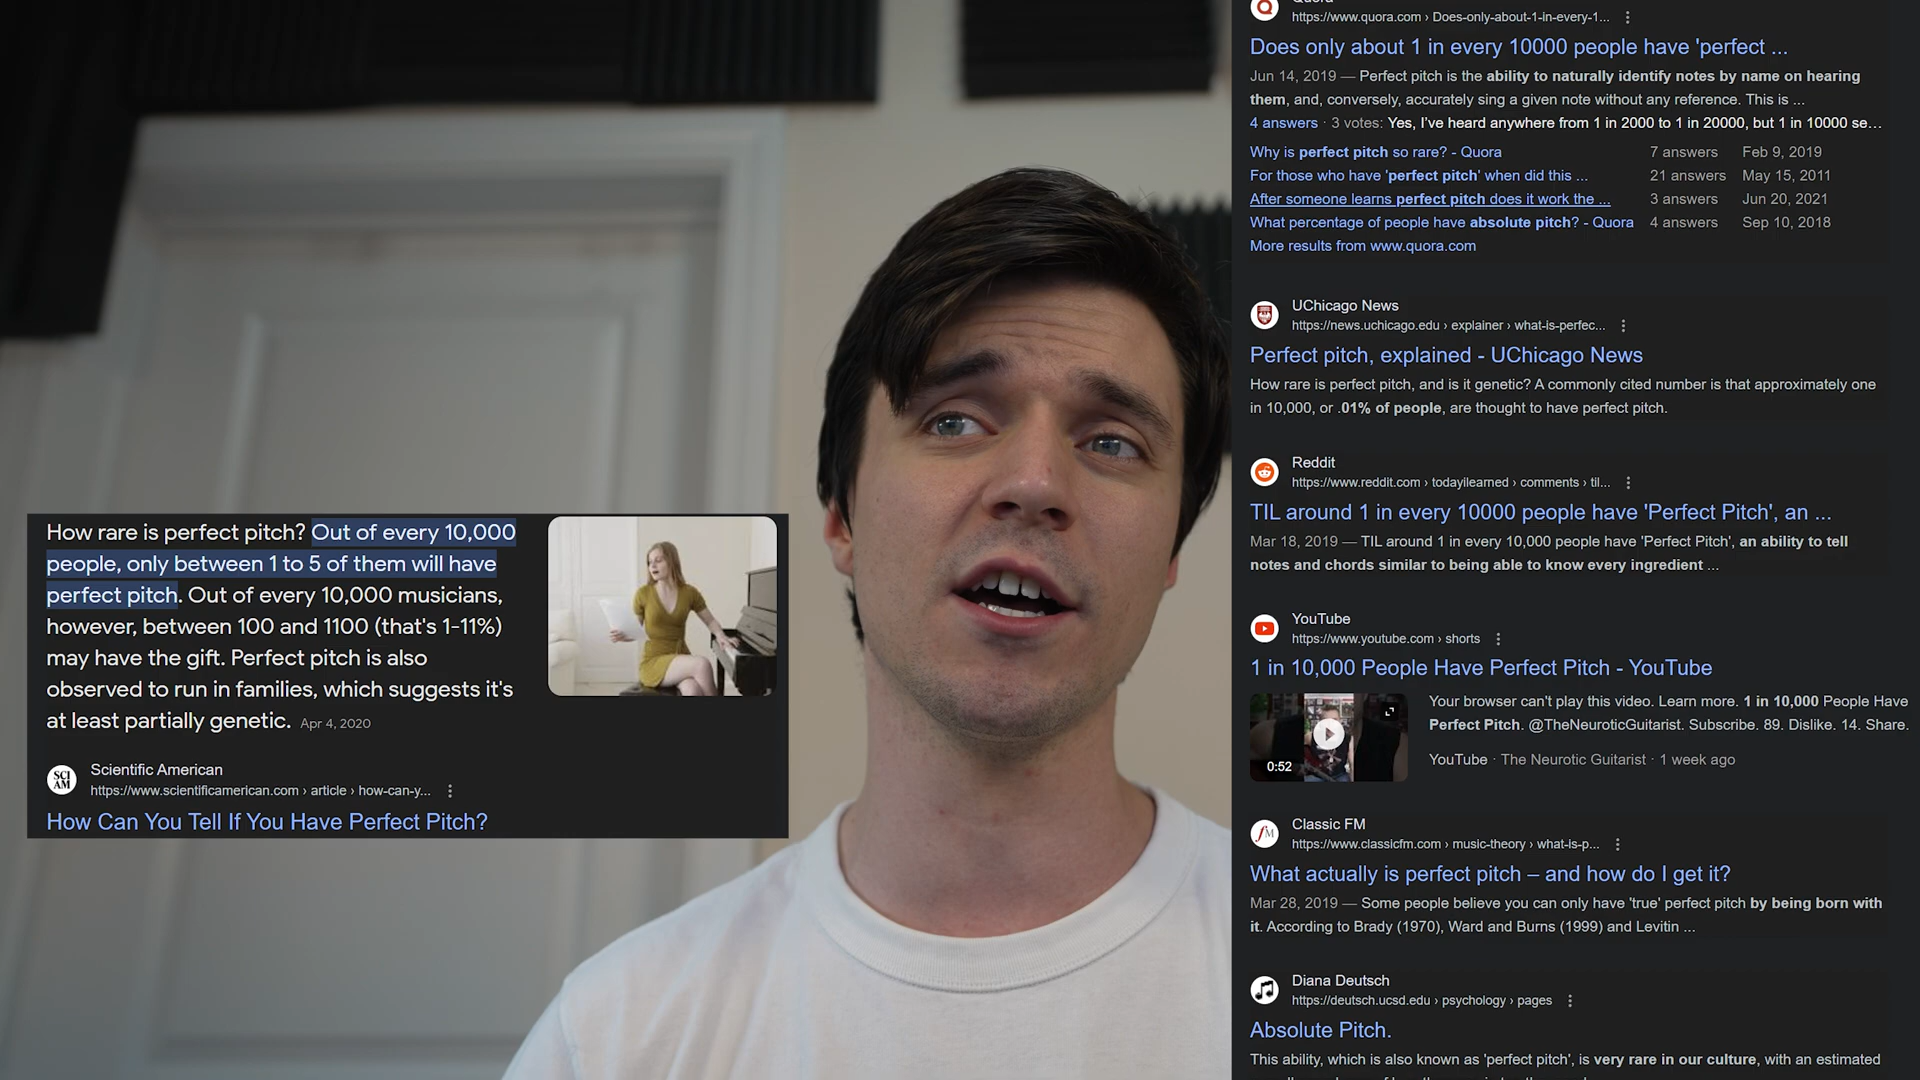 How rare is perfect pitch? Out of every 10,000
people, only between 1 to 5 of them will have
perfect pitch. Out of every 10,000 musicians,
however, between 100 and 1100 (that's 1-11%)
may have the gift. Perfect pitch is also
observed to run in families, which suggests it's
at least partially genetic. Apr 4, 2020
SCI
AM
Scientific American
https://www.scientificamerican.com › article › how-can-y...
How Can You Tell If You Have Perfect Pitch?
https://www.quora.com › Does-only-about-1-in-every-1...
Does only about 1 in every 10000 people have 'perfect ...
Jun 14, 2019 — Perfect pitch is the ability to naturally identify notes by name on hearing
them, and, conversely, accurately sing a given note without any reference. This is ...
4 answers · 3 votes: Yes, I've heard anywhere from 1 in 2000 to 1 in 20000, but 1 in 10000 se...
Why is perfect pitch so rare? - Quora 7 answers Feb 9, 2019
For those who have 'perfect pitch' when did this ... 21 answers May 15, 2011
After someone learns perfect pitch does it work the ... 3 answers Jun 20, 2021
What percentage of people have absolute pitch? - Quora 4 answers Sep 10, 2018
More results from www.quora.com
UChicago News
https://news.uchicago.edu › explainer › what-is-perfec...
Perfect pitch, explained - UChicago News
How rare is perfect pitch, and is it genetic? A commonly cited number is that approximately one
in 10,000, or .01% of people, are thought to have perfect pitch.
Reddit
https://www.reddit.com › todayilearned › comments › til...
TIL around 1 in every 10000 people have 'Perfect Pitch', an ...
Mar 18, 2019 — TIL around 1 in every 10,000 people have 'Perfect Pitch', an ability to tell
notes and chords similar to being able to know every ingredient ...
YouTube
https://www.youtube.com › shorts
1 in 10,000 People Have Perfect Pitch - YouTube
Your browser can't play this video. Learn more. 1 in 10,000 People Have
Perfect Pitch. @TheNeuroticGuitarist. Subscribe. 89. Dislike. 14. Share.
0:52
YouTube · The Neurotic Guitarist · 1 week ago
Classic FM
https://www.classicfm.com › music-theory › what-is-p...
What actually is perfect pitch – and how do I get it?
Mar 28, 2019 — Some people believe you can only have 'true' perfect pitch by being born with
it. According to Brady (1970), Ward and Burns (1999) and Levitin ...
Diana Deutsch
https://deutsch.ucsd.edu › psychology › pages
Absolute Pitch.
This ability, which is also known as 'perfect pitch', is very rare in our culture, with an estimated